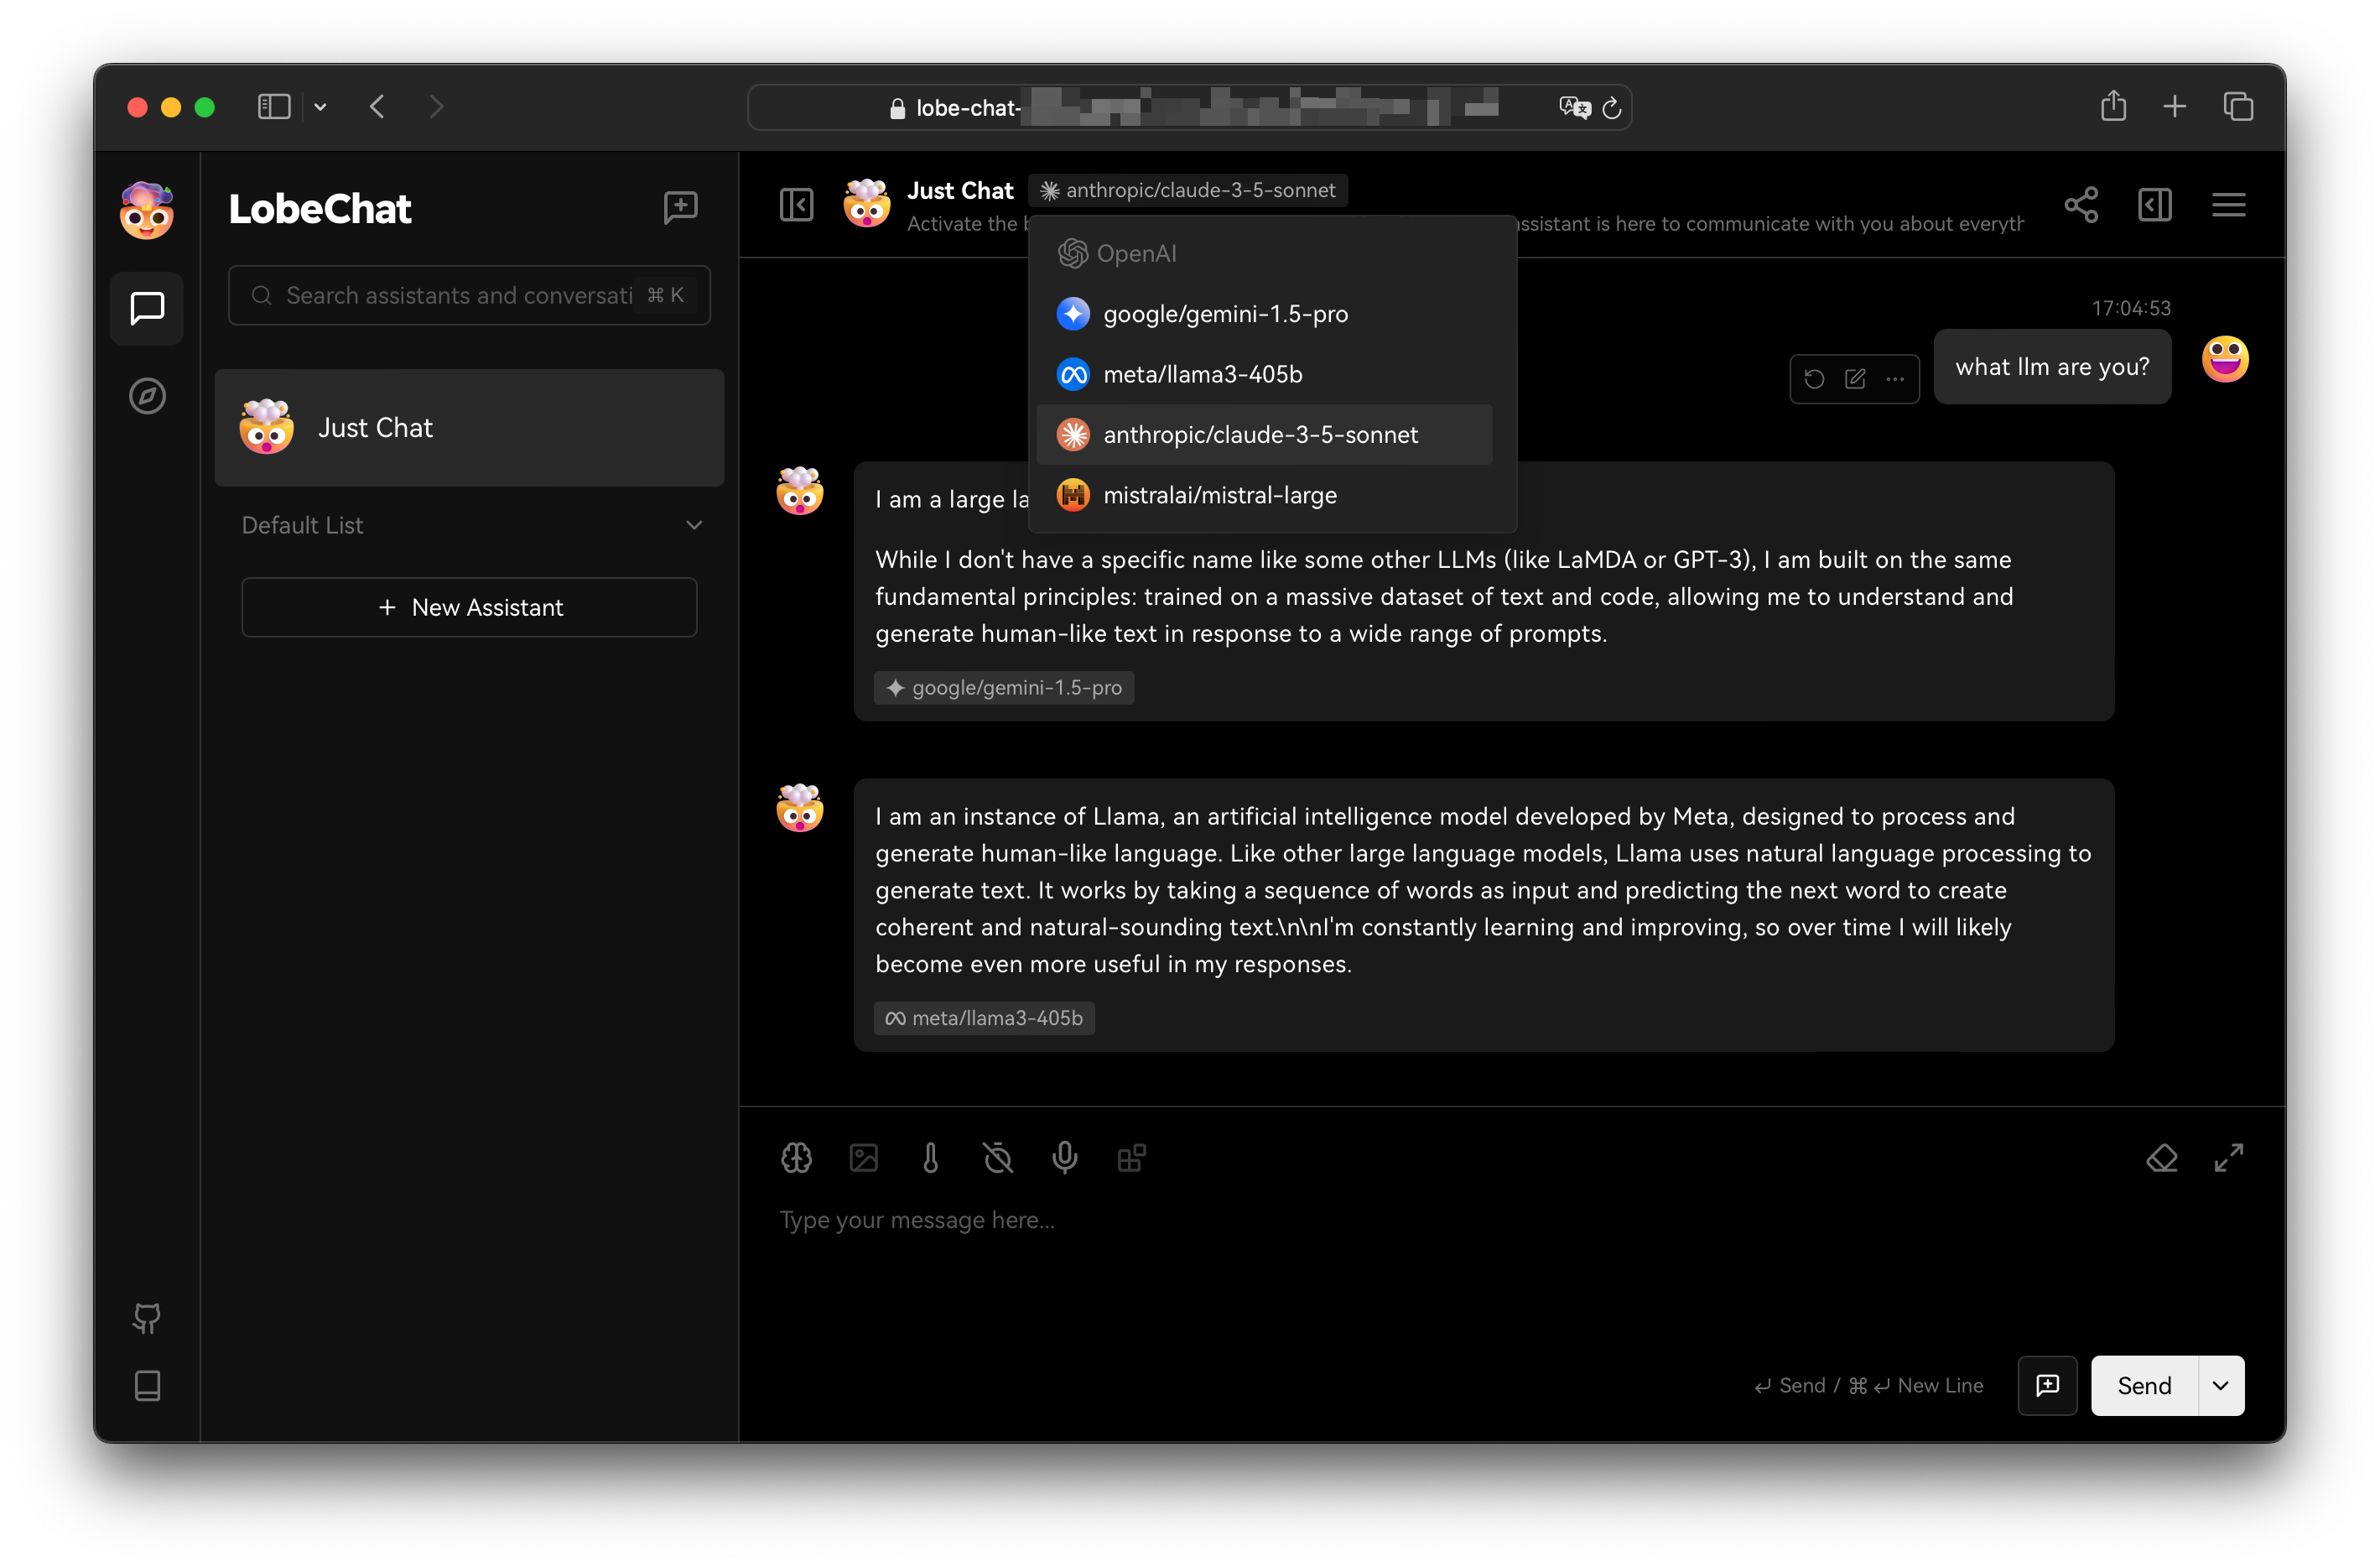 lobe-chat-
LobeChat
Search assistants and conversati ⌘ K
Just Chat
Default List
+ New Assistant
Just Chat anthropic/claude-3-5-sonnet
Activate the ssistant is here to communicate with you about everyth
OpenAI
google/gemini-1.5-pro
meta/llama3-405b
anthropic/claude-3-5-sonnet
mistralai/mistral-large
17:04:53
what llm are you?
I am a large
While I don't have a specific name like some other LLMs (like LaMDA or GPT-3), I am built on the same
fundamental principles: trained on a massive dataset of text and code, allowing me to understand and
generate human-like text in response to a wide range of prompts.
google/gemini-1.5-pro
I am an instance of Llama, an artificial intelligence model developed by Meta, designed to process and
generate human-like language. Like other large language models, Llama uses natural language processing to
generate text. It works by taking a sequence of words as input and predicting the next word to create
coherent and natural-sounding text.\n\nI'm constantly learning and improving, so over time I will likely
become even more useful in my responses.
meta/llama3-405b
Type your message here...
↵ Send / ⌘ ↵ New Line
Send